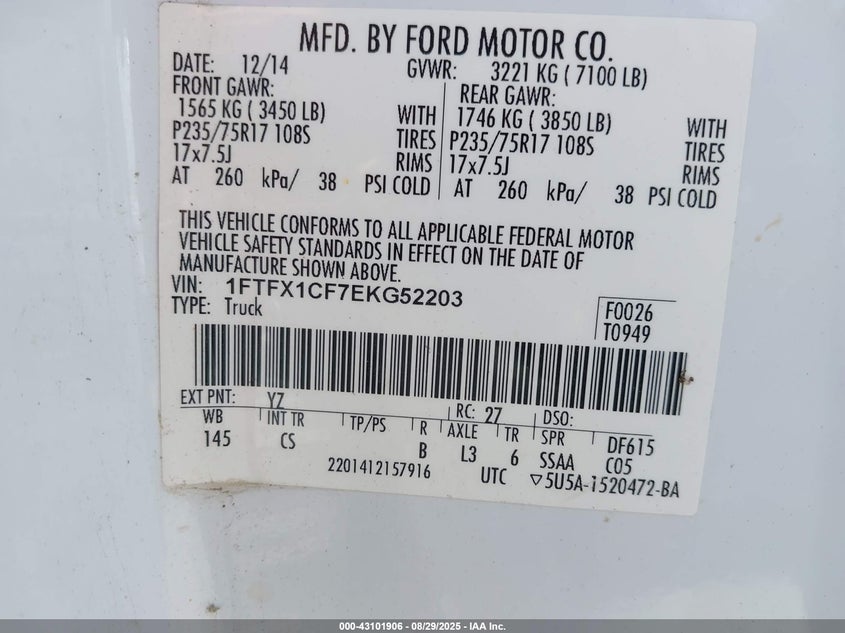 MFD. BY FORD MOTOR CO.
DATE: 12/14 GVWR: 3221 KG ( 7100 LB)
FRONT GAWR: REAR GAWR:
1565 KG ( 3450 LB) WITH 1746 KG ( 3850 LB) WITH
P235/75R17 108S TIRES P235/75R17 108S TIRES
17x7.5J RIMS 17x7.5J RIMS
AT 260 kPa/ 38 PSI COLD AT 260 kPa/ 38 PSI COLD
THIS VEHICLE CONFORMS TO ALL APPLICABLE FEDERAL MOTOR
VEHICLE SAFETY STANDARDS IN EFFECT ON THE DATE OF
MANUFACTURE SHOWN ABOVE.
VIN: 1FTFX1CF7EKG52203
TYPE: Truck F0026
T0949
EXT PNT: YZ RC: 27 DSO:
WB INT TR TP/PS R AXLE TR SPR DF615
145 CS B L3 6 SSAA C05
2201412157916 UTC ▽5U5A-1520472-BA
000-43101906 - 08/29/2025 - IAA Inc.